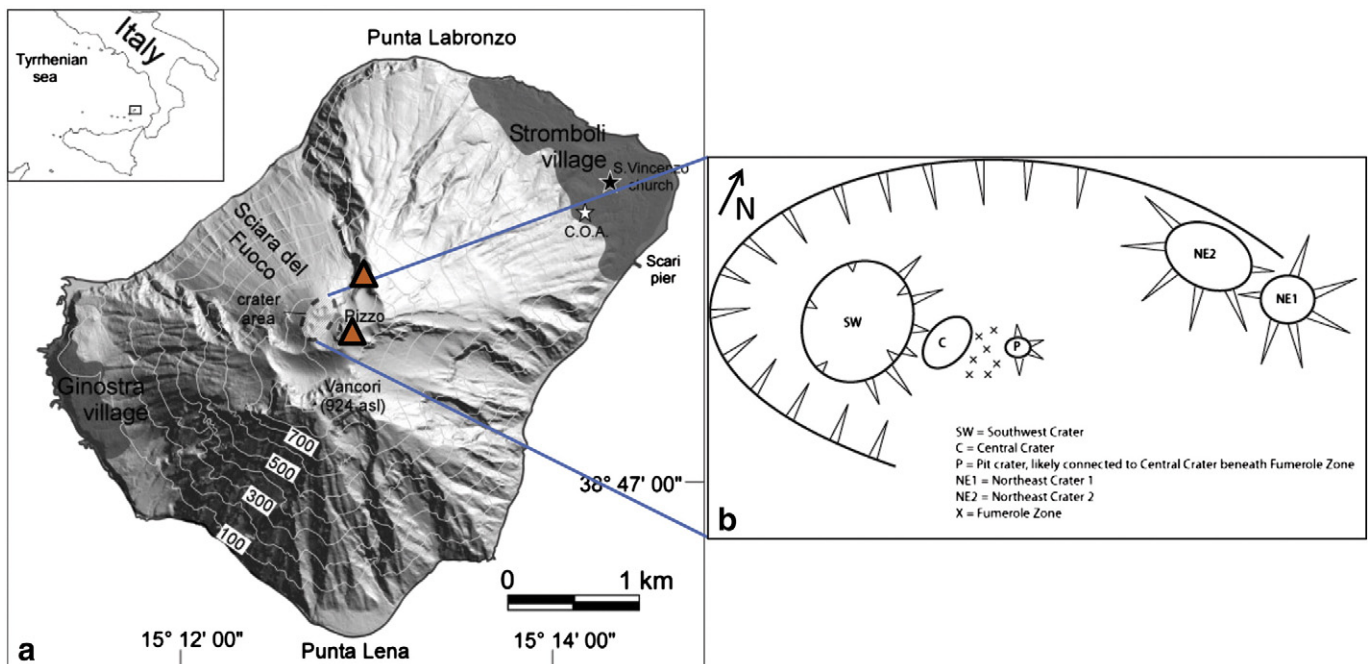 Italy
Tyrrhenian
sea
Punta Labronzo
Stromboli
village
S.Vincenzo
church
C.O.A.
Scari
pier
Sciara del
Fuoco
crater
area
Pizzo
Ginostra
village
Vancori
(924 asl)
700
500
300
100
38° 47' 00"
0 1 km
15° 12' 00"
15° 14' 00"
Punta Lena
a
N
NE2
NE1
SW
C
P
SW = Southwest Crater
C = Central Crater
P = Pit crater, likely connected to Central Crater beneath Fumerole Zone
NE1 = Northeast Crater 1
NE2 = Northeast Crater 2
X = Fumerole Zone
b